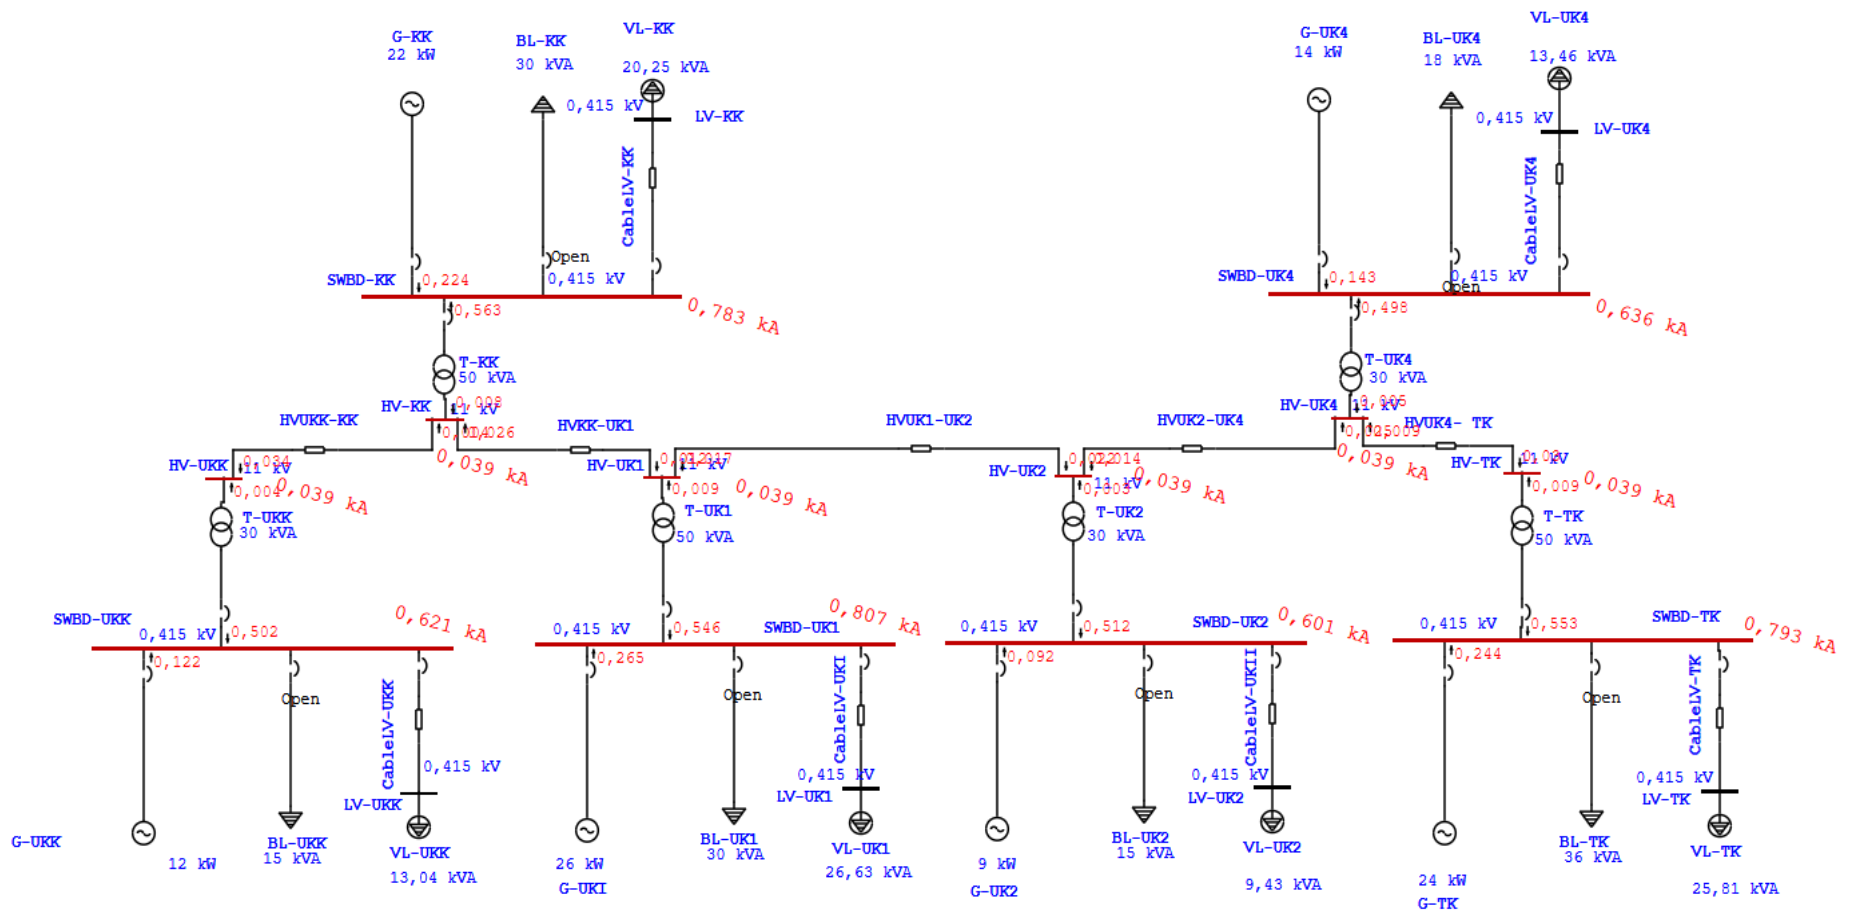 G-KK
22 kW
BL-KK
30 kVA
VL-KK
20,25 kVA
0,415 kV
LV-KK
CableLV-KK
Open
SWBD-KK
0,224
0,415 kV
0,563
0,783 kA
T-KK
50 kVA
HV-KK
11 kV
0,026
0,039 kA
G-UK4
14 kW
BL-UK4
18 kVA
VL-UK4
13,46 kVA
0,415 kV
LV-UK4
CableLV-UK4
SWBD-UK4
0,143
0,415 kV
Open
0,498
0,636 kA
T-UK4
30 kVA
HV-UK4
11 kV
0,039 kA
HVUKK-KK
HVKK-UK1
HVUK1-UK2
HVUK2-UK4
HVUK4- TK
HV-UKK
0,034
11 kV
0,004
0,039 kA
T-UKK
30 kVA
HV-UK1
11 kV
0,009
0,039 kA
T-UK1
50 kVA
HV-UK2
11 kV
0,039 kA
T-UK2
30 kVA
HV-TK
11 kV
0,009
0,039 kA
T-TK
50 kVA
SWBD-UKK
0,415 kV
0,502
0,621 kA
0,122
Open
CableLV-UKK
0,415 kV
LV-UKK
G-UKK
12 kW
BL-UKK
15 kVA
VL-UKK
13,04 kVA
0,415 kV
0,546
SWBD-UK1
0,807 kA
0,265
Open
CableLV-UKI
0,415 kV
LV-UK1
26 kW
G-UKI
BL-UK1
30 kVA
VL-UK1
26,63 kVA
0,415 kV
0,512
SWBD-UK2
0,601 kA
0,092
Open
CableLV-UKII
0,415 kV
LV-UK2
9 kW
G-UK2
BL-UK2
15 kVA
VL-UK2
9,43 kVA
0,415 kV
0,553
SWBD-TK
0,793 kA
0,244
Open
CableLV-TK
0,415 kV
LV-TK
24 kW
G-TK
BL-TK
36 kVA
VL-TK
25,81 kVA